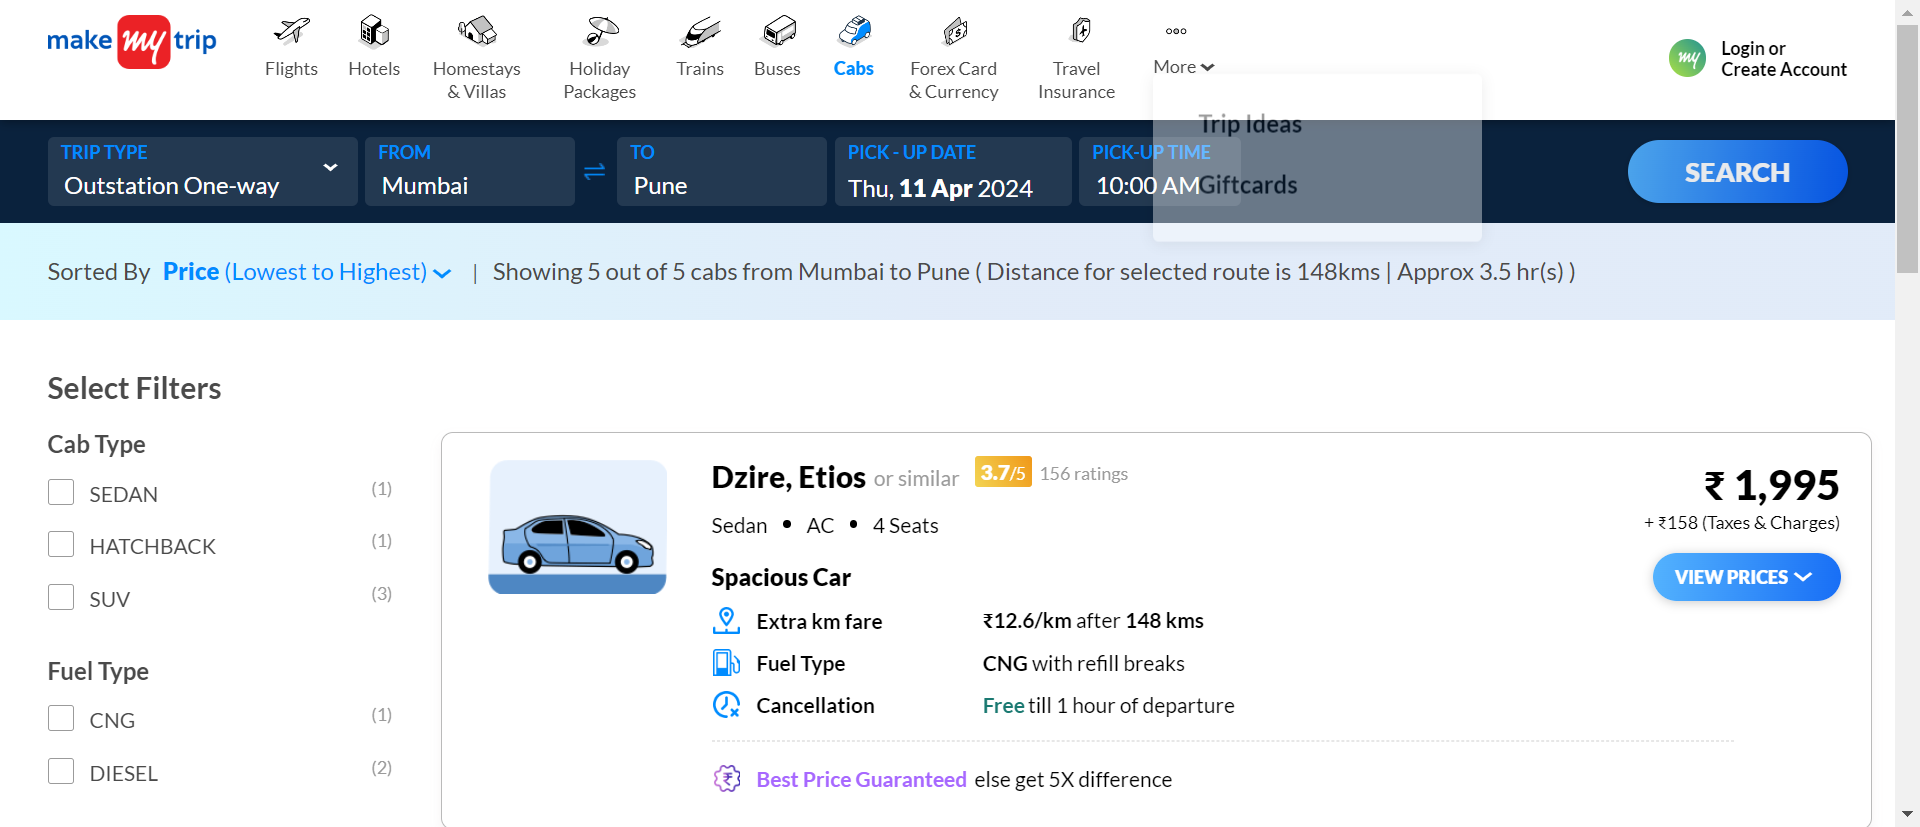 make my trip
Flights
Hotels
Homestays
& Villas
Holiday
Packages
Trains
Buses
Cabs
Forex Card
& Currency
Travel
Insurance
More
my
Login or
Create Account
Trip Ideas
Giftcards
TRIP TYPE
Outstation One-way
FROM
Mumbai
TO
Pune
PICK - UP DATE
Thu, 11 Apr 2024
PICK-UP TIME
10:00 AM
SEARCH
Sorted By Price (Lowest to Highest) | Showing 5 out of 5 cabs from Mumbai to Pune ( Distance for selected route is 148kms | Approx 3.5 hr(s) )
Select Filters
Cab Type
SEDAN (1)
HATCHBACK (1)
SUV (3)
Fuel Type
CNG (1)
DIESEL (2)
Dzire, Etios or similar 3.7/5 156 ratings
Sedan • AC • 4 Seats
Spacious Car
Extra km fare ₹12.6/km after 148 kms
Fuel Type CNG with refill breaks
Cancellation Free till 1 hour of departure
Best Price Guaranteed else get 5X difference
₹ 1,995
+ ₹158 (Taxes & Charges)
VIEW PRICES